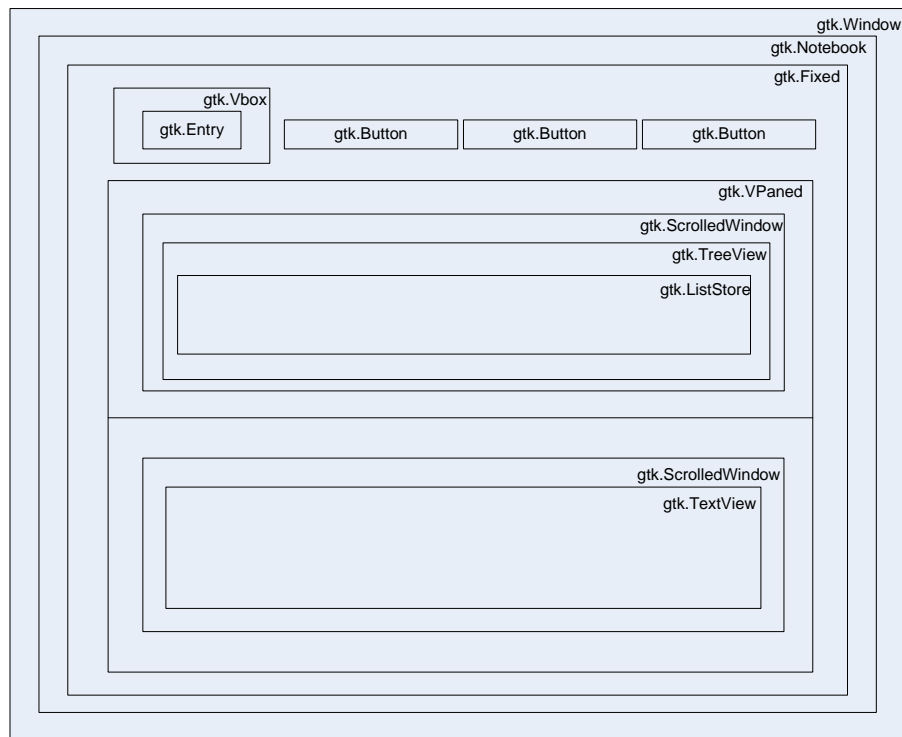 gtk.Window
gtk.Notebook
gtk.Fixed
gtk.Vbox
gtk.Entry
gtk.Button
gtk.Button
gtk.Button
gtk.VPaned
gtk.ScrolledWindow
gtk.TreeView
gtk.ListStore
gtk.ScrolledWindow
gtk.TextView